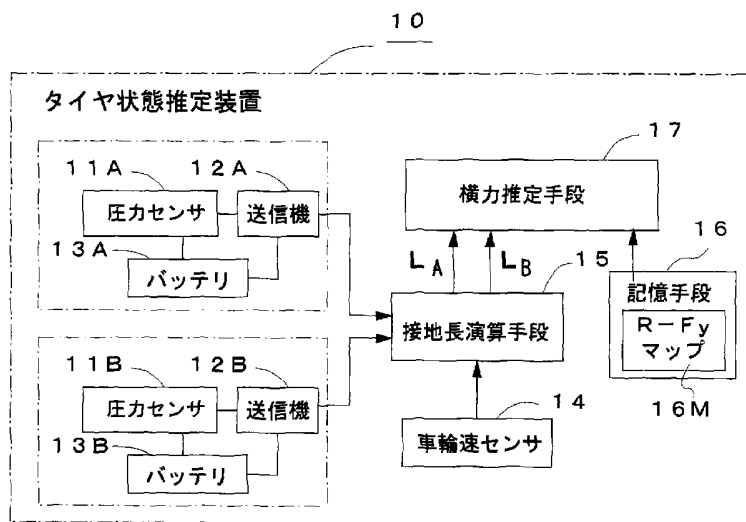 １０
タイヤ状態推定装置
１１Ａ
１２Ａ
圧力センサ
送信機
１３Ａ
バッテリ
１７
横力推定手段
１６
記憶手段
Ｒ－Ｆｙ
マップ
１６Ｍ
ＬA
ＬB
１５
接地長演算手段
１１Ｂ
１２Ｂ
圧力センサ
送信機
１３Ｂ
バッテリ
１４
車輪速センサ